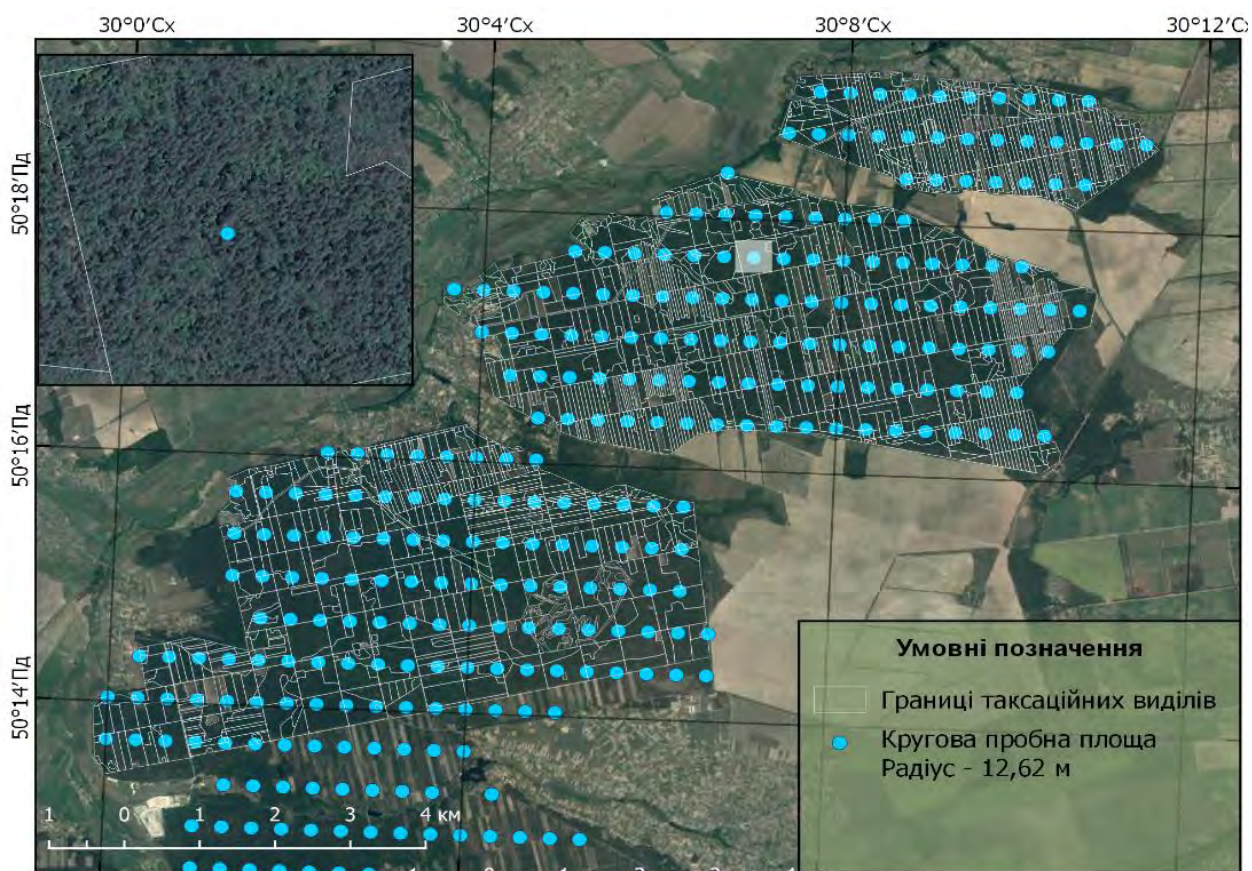 30°0′Сх 30°4′Сх 30°8′Сх 30°12′Сх
50°18′Пд
50°16′Пд
50°14′Пд
Умовні позначення
Границі таксаційних виділів
Кругова пробна площа
Радіус - 12,62 м
1 0 1 2 3 4 км